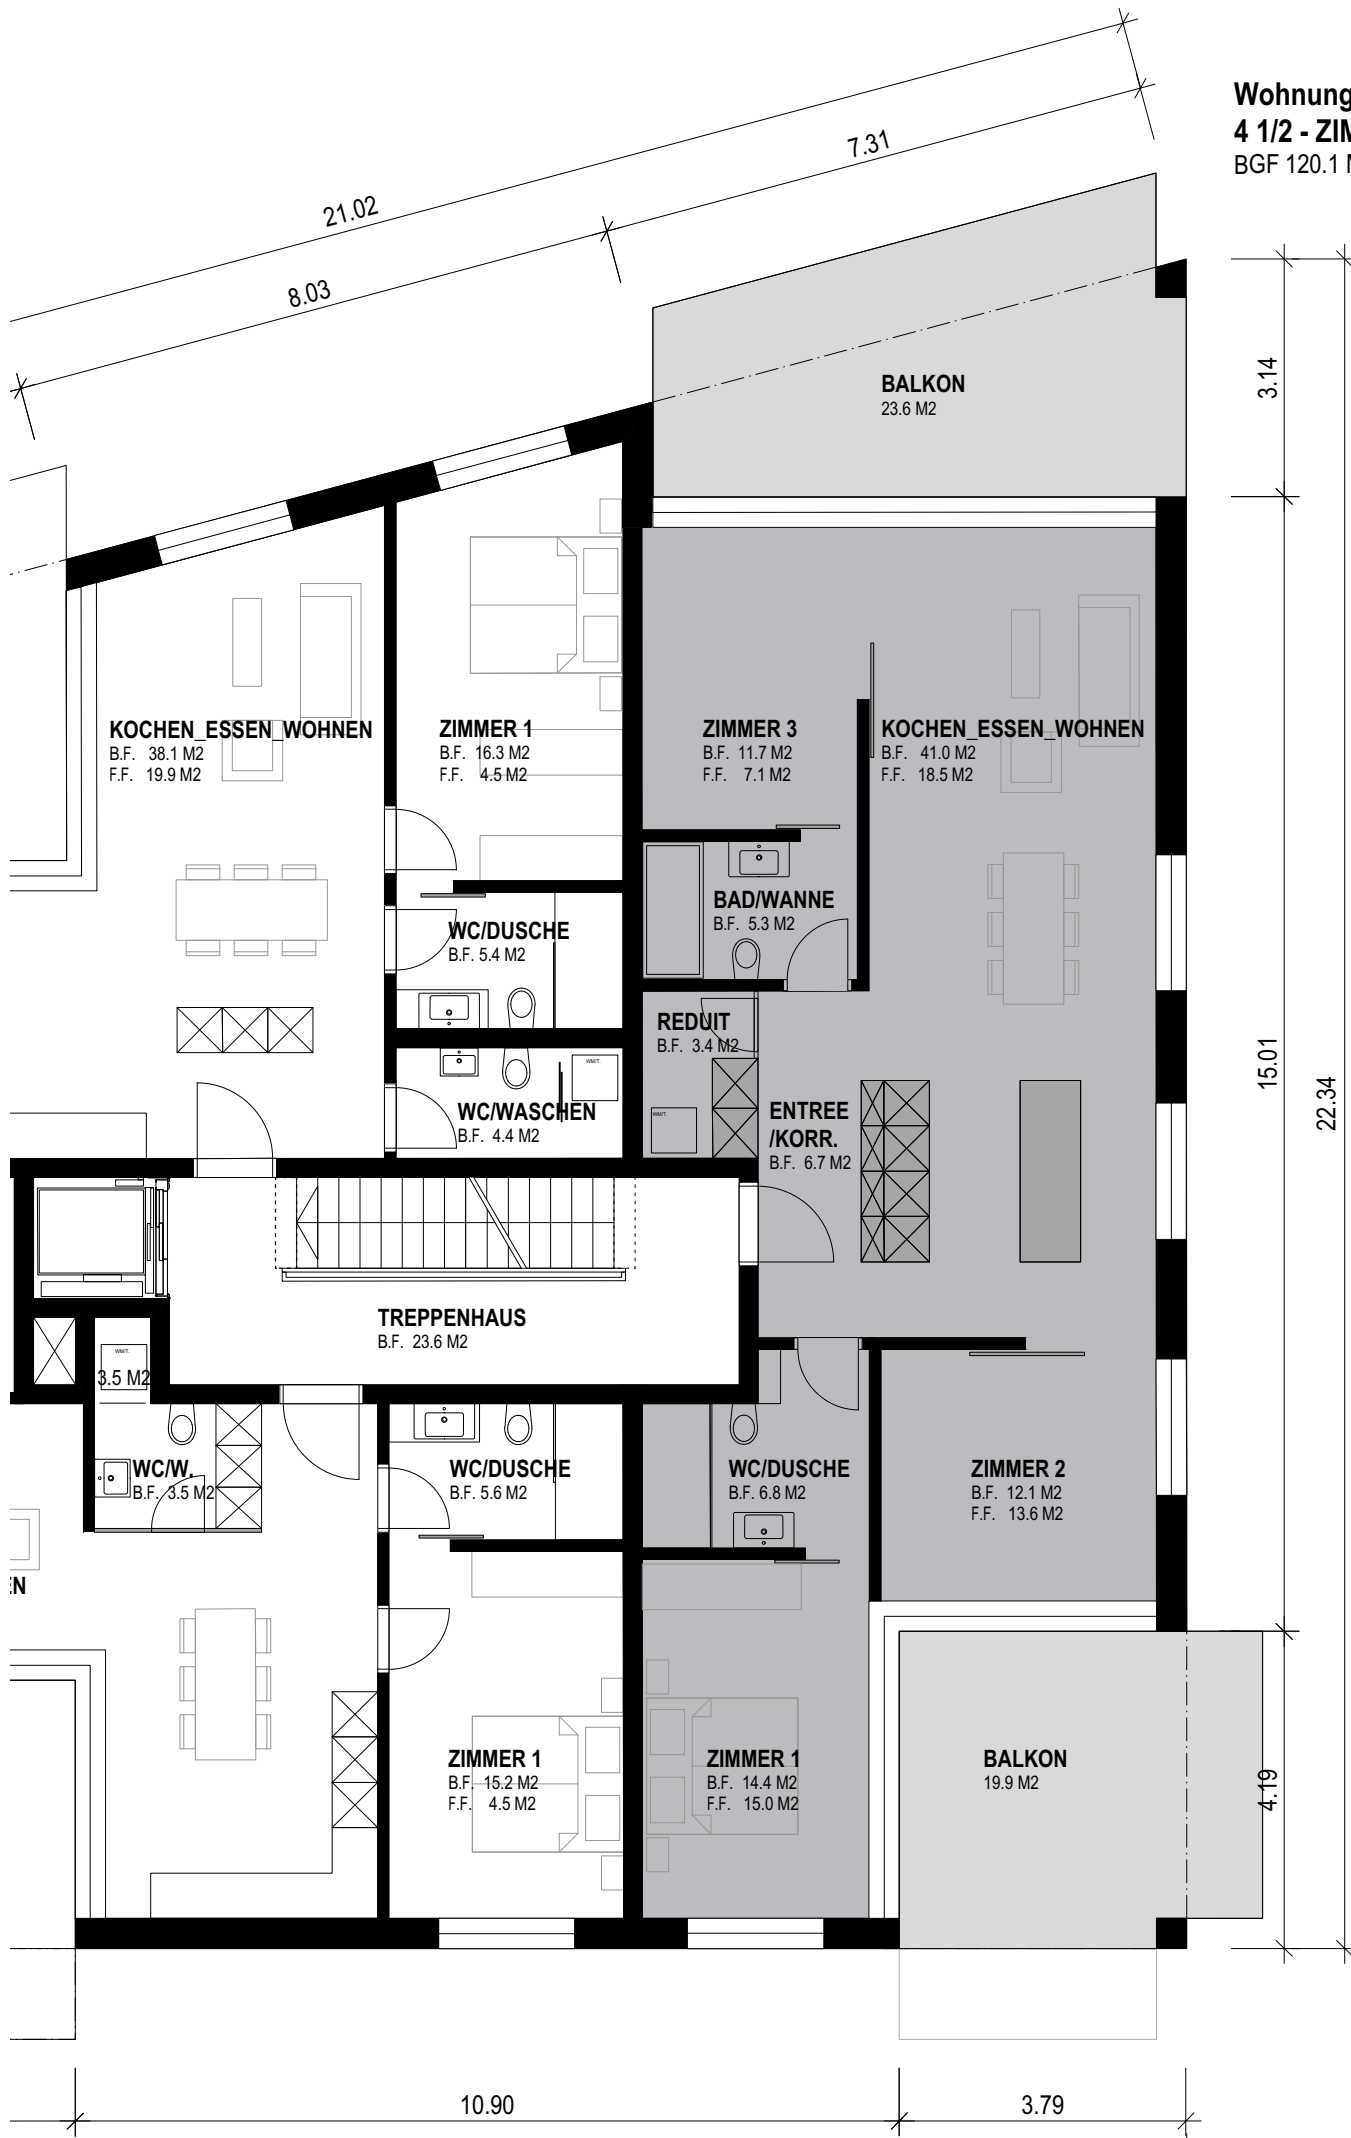 Wohnung
4 1/2 -
BGF 120.1
21.02
7.31
8.03
3.14
15.01
22.34
4.19
BALKON
23.6 M2
KOCHEN_ESSEN_WOHNEN
B.F. 38.1 M2
F.F. 19.9 M2
ZIMMER 1
B.F. 16.3 M2
F.F. 4.5 M2
ZIMMER 3
B.F. 11.7 M2
F.F. 7.1 M2
KOCHEN_ESSEN_WOHNEN
B.F. 41.0 M2
F.F. 18.5 M2
WC/DUSCHE
B.F. 5.4 M2
BAD/WANNE
B.F. 5.3 M2
REDUIT
B.F. 3.4 M2
WM/T.
WM/T.
WC/WASCHEN
B.F. 4.4 M2
ENTREE
/KORR.
B.F. 6.7 M2
TREPPENHAUS
B.F. 23.6 M2
WM/T.
3.5 M2
WC/W.
B.F. 3.5 M2
WC/DUSCHE
B.F. 5.6 M2
WC/DUSCHE
B.F. 6.8 M2
ZIMMER 2
B.F. 12.1 M2
F.F. 13.6 M2
EN
ZIMMER 1
B.F. 15.2 M2
F.F. 4.5 M2
ZIMMER 1
B.F. 14.4 M2
F.F. 15.0 M2
BALKON
19.9 M2
10.90
3.79